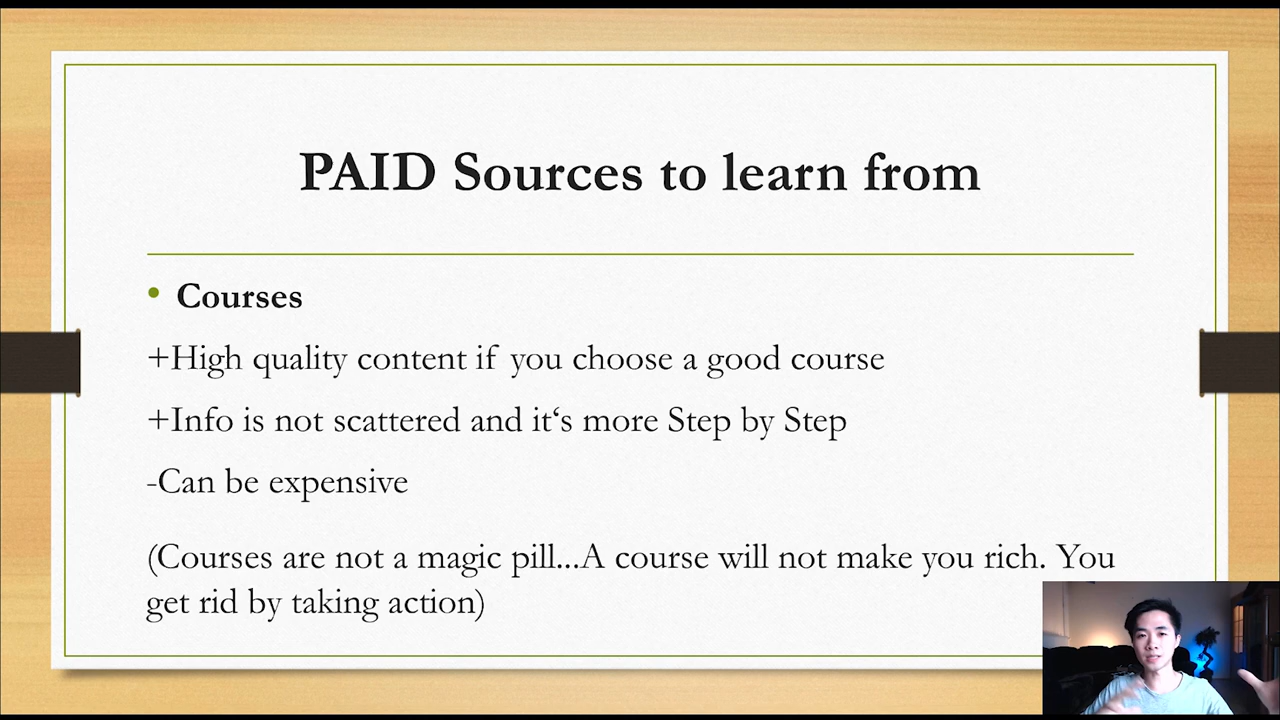 PAID Sources to learn from
• Courses
+High quality content if you choose a good course
+Info is not scattered and it‘s more Step by Step
-Can be expensive
(Courses are not a magic pill...A course will not make you rich. You
get rid by taking action)